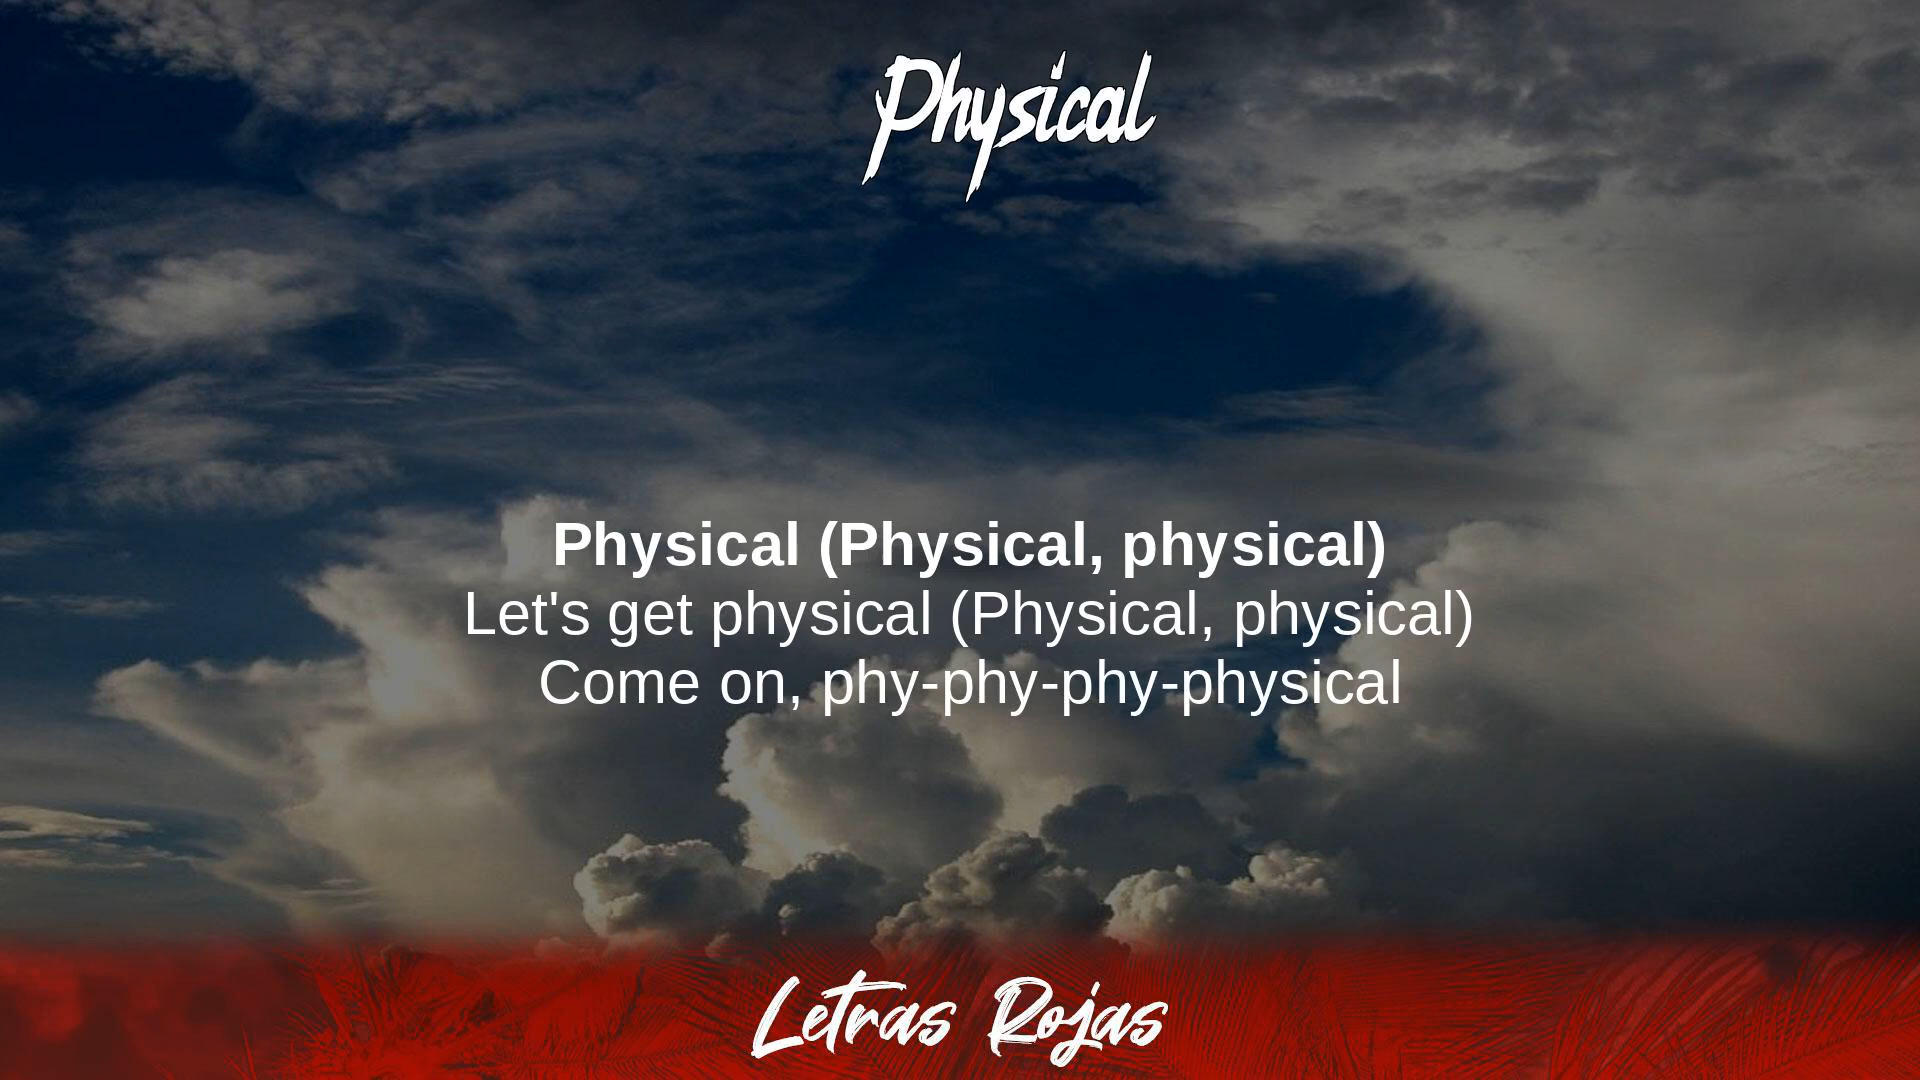 Physical
Physical (Physical, physical)
Let's get physical (Physical, physical)
Come on, phy-phy-phy-physical
Letras Rojas